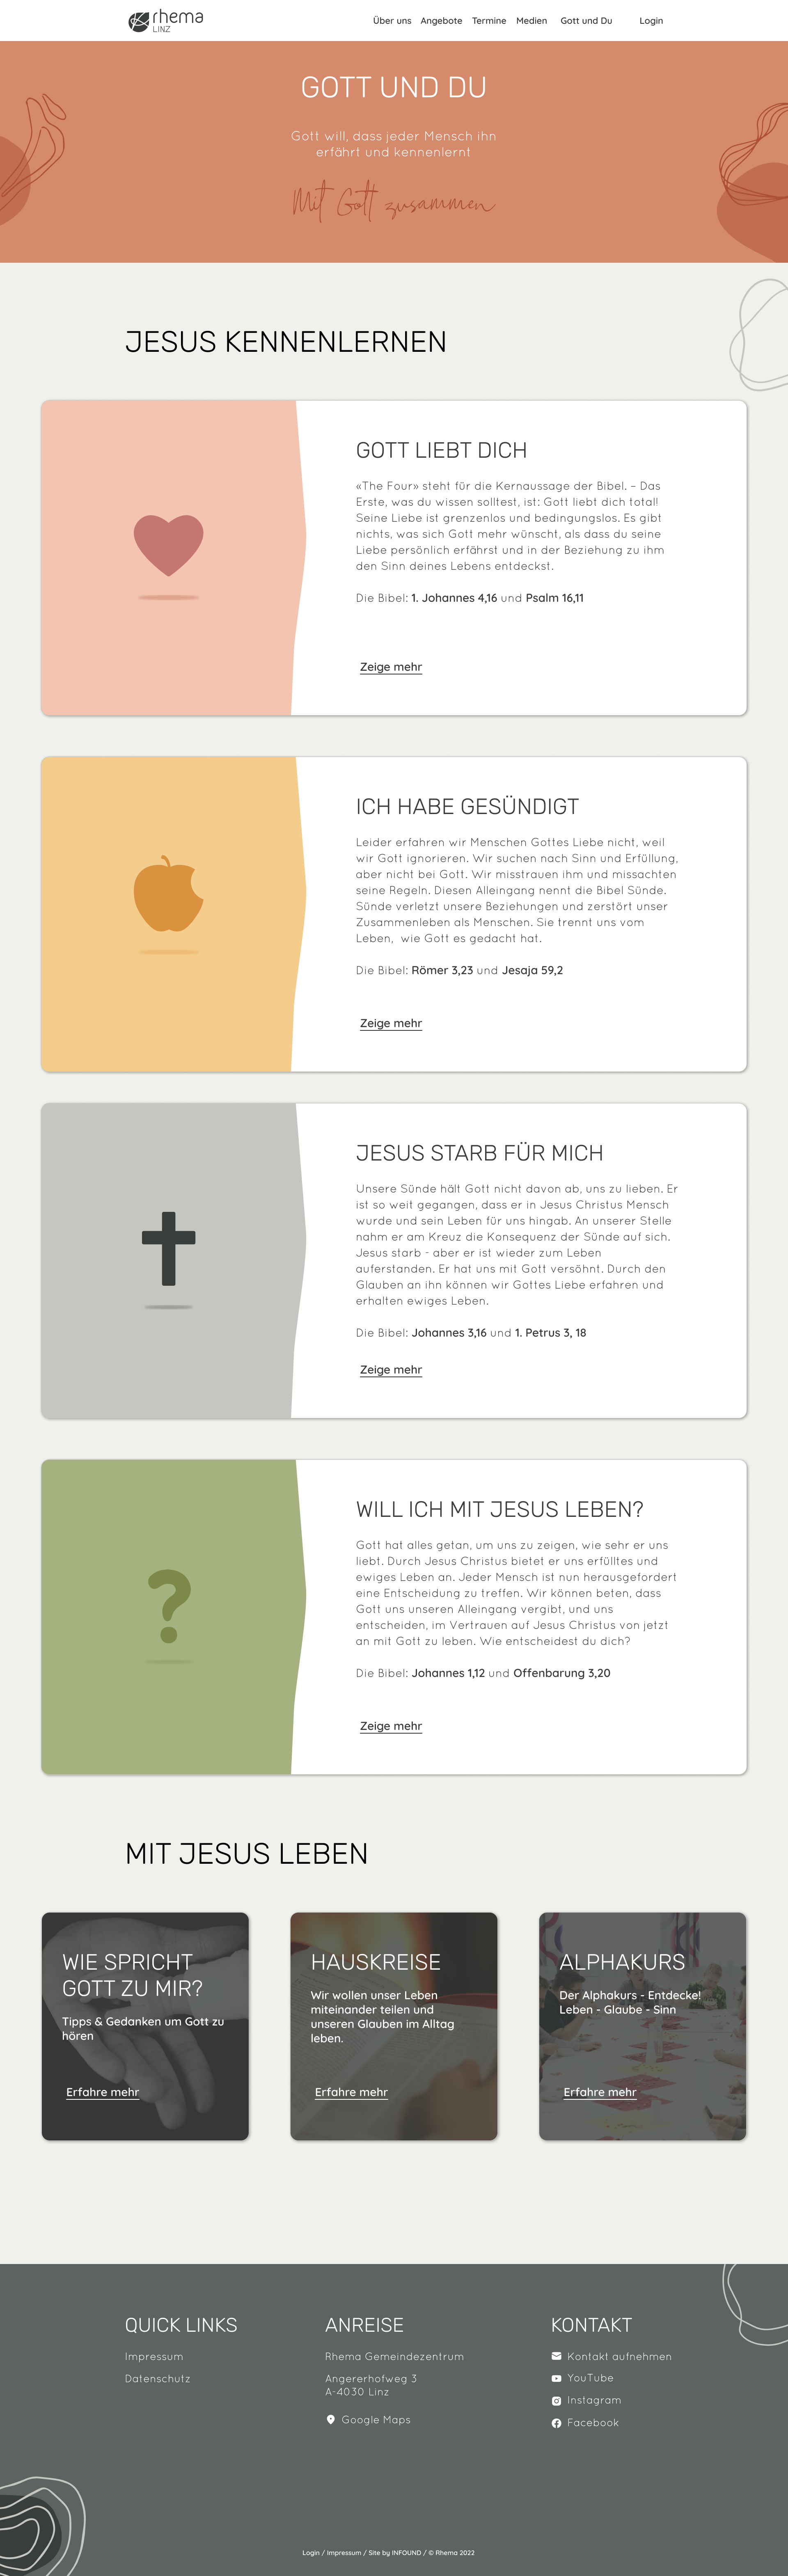 rhema
LINZ
Über uns Angebote Termine Medien Gott und Du Login
GOTT UND DU
Gott will, dass jeder Mensch ihn
erfährt und kennenlernt
Mit Gott zusammen
JESUS KENNENLERNEN
GOTT LIEBT DICH
«The Four» steht für die Kernaussage der Bibel. – Das
Erste, was du wissen solltest, ist: Gott liebt dich total!
Seine Liebe ist grenzenlos und bedingungslos. Es gibt
nichts, was sich Gott mehr wünscht, als dass du seine
Liebe persönlich erfährst und in der Beziehung zu ihm
den Sinn deines Lebens entdeckst.
Die Bibel: 1. Johannes 4,16 und Psalm 16,11
Zeige mehr
ICH HABE GESÜNDIGT
Leider erfahren wir Menschen Gottes Liebe nicht, weil
wir Gott ignorieren. Wir suchen nach Sinn und Erfüllung,
aber nicht bei Gott. Wir misstrauen ihm und missachten
seine Regeln. Diesen Alleingang nennt die Bibel Sünde.
Sünde verletzt unsere Beziehungen und zerstört unser
Zusammenleben als Menschen. Sie trennt uns vom
Leben,  wie Gott es gedacht hat.
Die Bibel: Römer 3,23 und Jesaja 59,2
Zeige mehr
JESUS STARB FÜR MICH
Unsere Sünde hält Gott nicht davon ab, uns zu lieben. Er
ist so weit gegangen, dass er in Jesus Christus Mensch
wurde und sein Leben für uns hingab. An unserer Stelle
nahm er am Kreuz die Konsequenz der Sünde auf sich.
Jesus starb - aber er ist wieder zum Leben
auferstanden. Er hat uns mit Gott versöhnt. Durch den
Glauben an ihn können wir Gottes Liebe erfahren und
erhalten ewiges Leben.
Die Bibel: Johannes 3,16 und 1. Petrus 3, 18
Zeige mehr
WILL ICH MIT JESUS LEBEN?
Gott hat alles getan, um uns zu zeigen, wie sehr er uns
liebt. Durch Jesus Christus bietet er uns erfülltes und
ewiges Leben an. Jeder Mensch ist nun herausgefordert
eine Entscheidung zu treffen. Wir können beten, dass
Gott uns unseren Alleingang vergibt, und uns
entscheiden, im Vertrauen auf Jesus Christus von jetzt
an mit Gott zu leben. Wie entscheidest du dich?
Die Bibel: Johannes 1,12 und Offenbarung 3,20
Zeige mehr
MIT JESUS LEBEN
WIE SPRICHT
GOTT ZU MIR?
Tipps & Gedanken um Gott zu
hören
Erfahre mehr
HAUSKREISE
Wir wollen unser Leben
miteinander teilen und
unseren Glauben im Alltag
leben.
Erfahre mehr
ALPHAKURS
Der Alphakurs - Entdecke!
Leben - Glaube - Sinn
Erfahre mehr
QUICK LINKS
Impressum
Datenschutz
ANREISE
Rhema Gemeindezentrum
Angererhofweg 3
A-4030 Linz
Google Maps
KONTAKT
Kontakt aufnehmen
YouTube
Instagram
Facebook
Login / Impressum / Site by INFOUND / © Rhema 2022